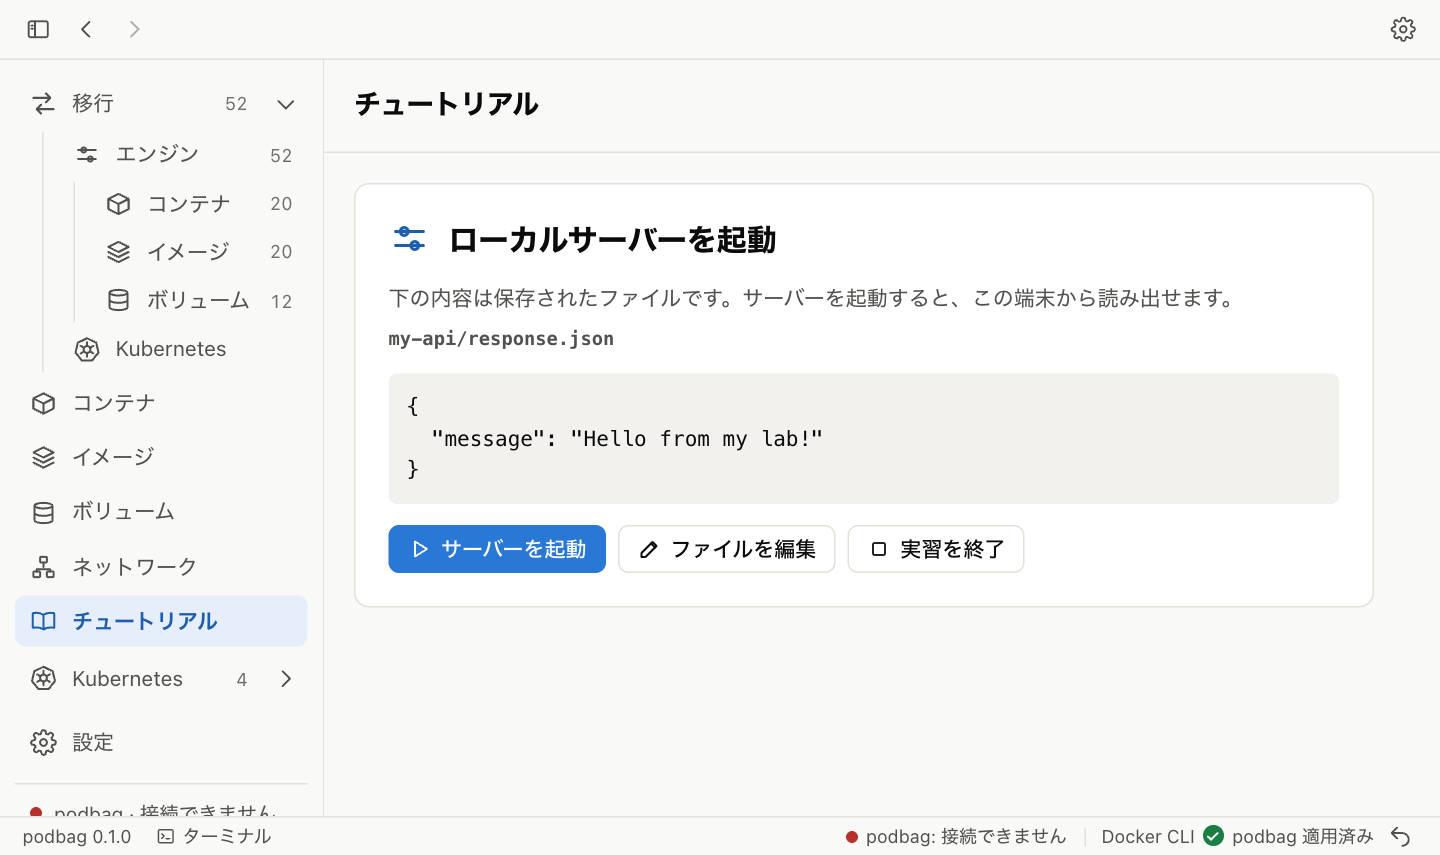 移行 52
エンジン 52
コンテナ 20
イメージ 20
ボリューム 12
Kubernetes
コンテナ
イメージ
ボリューム
ネットワーク
チュートリアル
Kubernetes 4
設定
podbag · 接続できません
チュートリアル
ローカルサーバーを起動
下の内容は保存されたファイルです。サーバーを起動すると、この端末から読み出せます。
my-api/response.json
{
"message": "Hello from my lab!"
}
サーバーを起動 ファイルを編集 実習を終了
podbag 0.1.0 ターミナル podbag: 接続できません Docker CLI podbag 適用済み